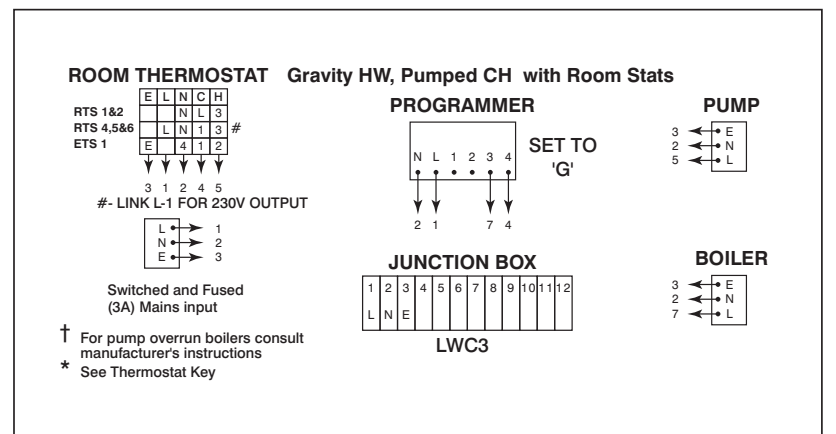 ROOM THERMOSTAT Gravity HW, Pumped CH with Room Stats
E L N C H
RTS 1&2 N L 3
RTS 4,5&6 L N 1 3 #
ETS 1 E 4 1 2
3 1 2 4 5
#- LINK L-1 FOR 230V OUTPUT
L 1
N 2
E 3
Switched and Fused
(3A) Mains input
† For pump overrun boilers consult
manufacturer's instructions
* See Thermostat Key
PROGRAMMER
N L 1 2 3 4
SET TO
'G'
2 1 7 4
JUNCTION BOX
1 2 3 4 5 6 7 8 9 10 11 12
L N E
LWC3
PUMP
3 E
2 N
5 L
BOILER
3 E
2 N
7 L